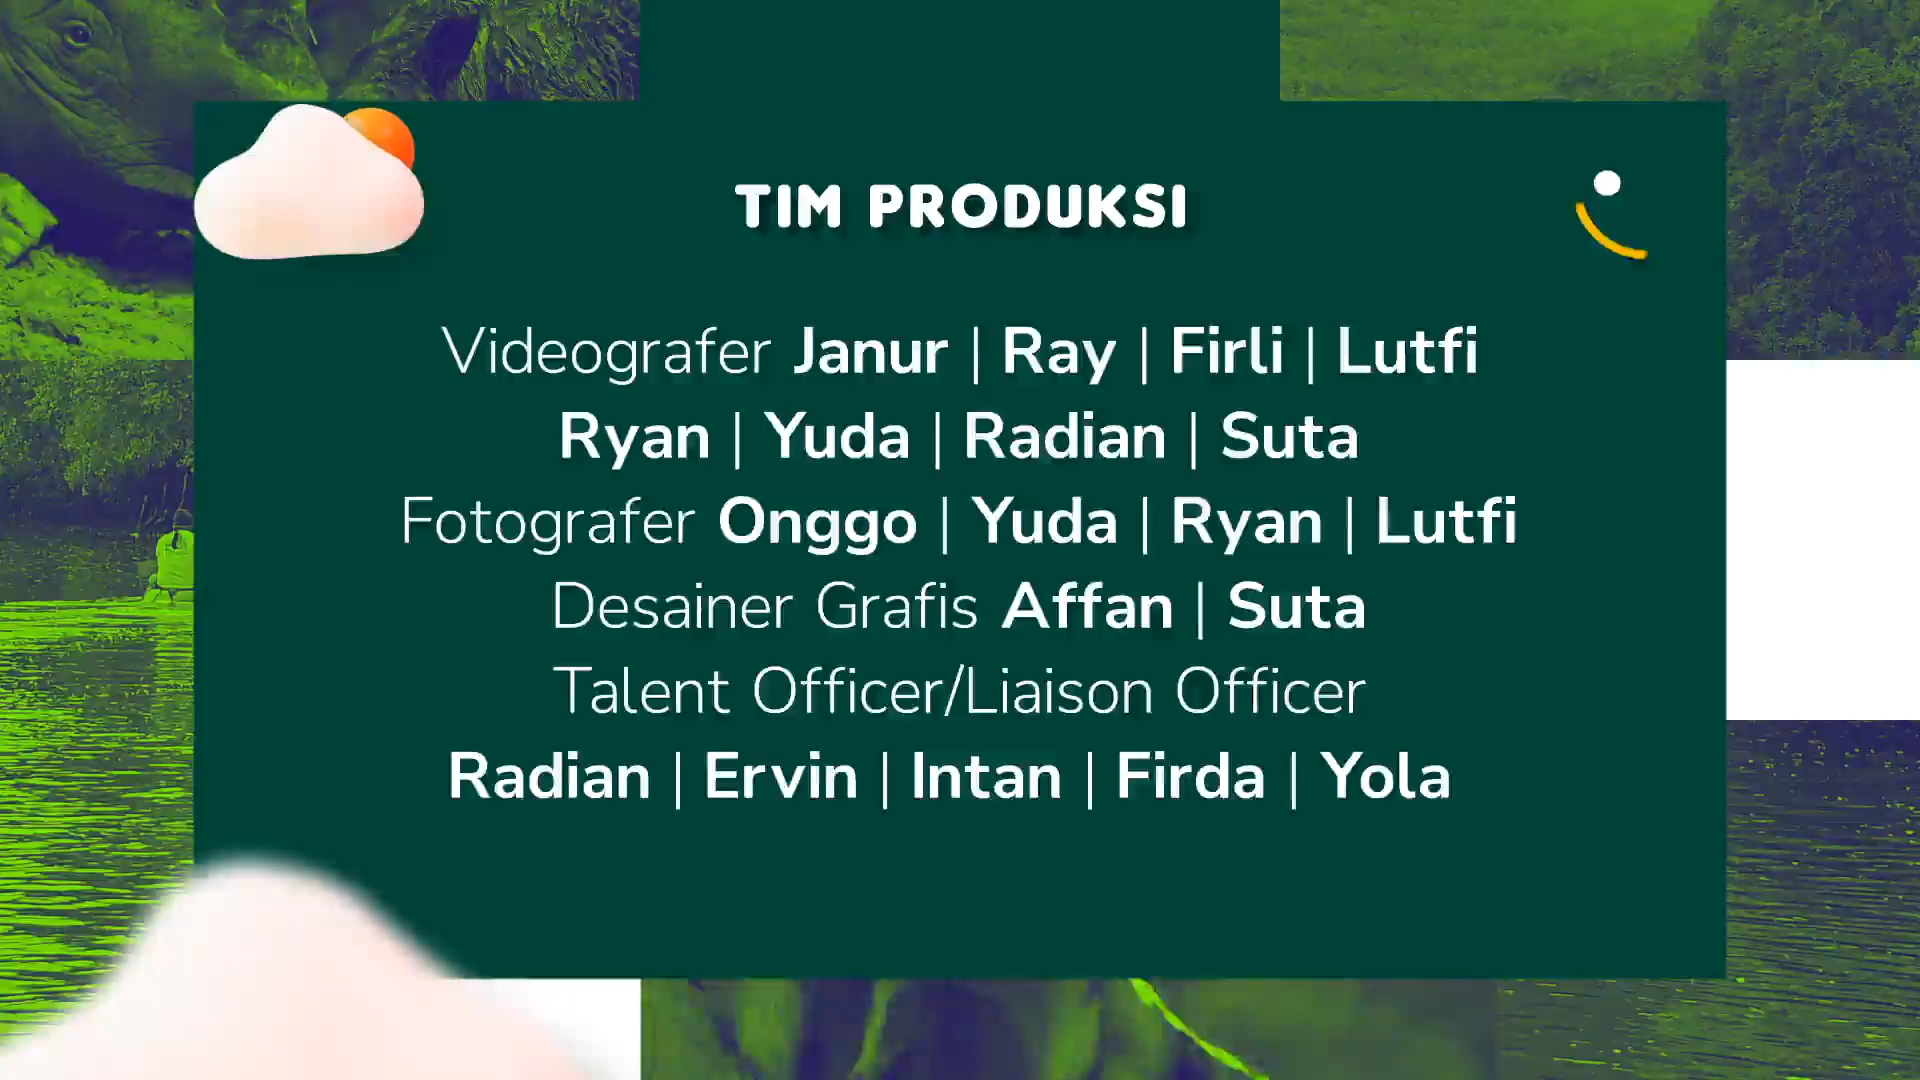 TIM PRODUKSI
Videografer Janur | Ray | Firli | Lutfi
Ryan | Yuda | Radian | Suta
Fotografer Onggo | Yuda | Ryan | Lutfi
Desainer Grafis Affan | Suta
Talent Officer/Liaison Officer
Radian | Ervin | Intan | Firda | Yola